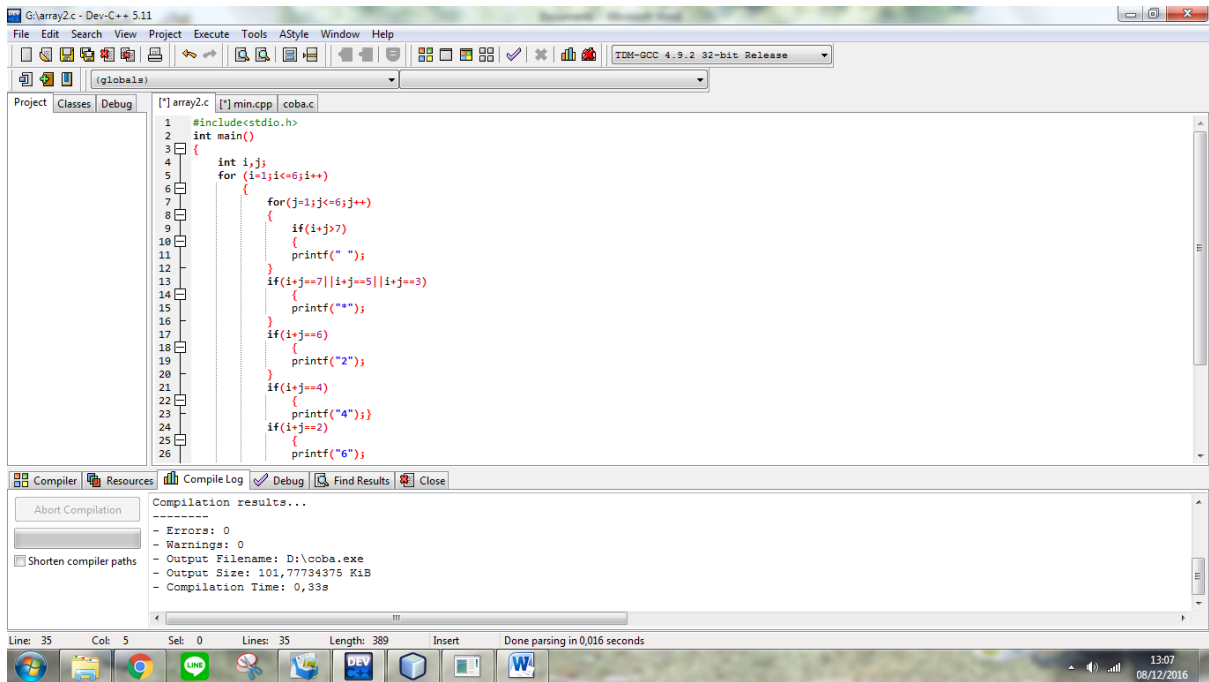 G:\array2.c - Dev-C++ 5.11
File Edit Search View Project Execute Tools AStyle Window Help
TDM-GCC 4.9.2 32-bit Release
(globals)
Project Classes Debug [*] array2.c [*] min.cpp coba.c
1 #include<stdio.h>
2 int main()
3 {
4 int i,j;
5 for (i=1;i<=6;i++)
6 {
7 for(j=1;j<=6;j++)
8 {
9 if(i+j>7)
10 {
11 printf(" ");
12 }
13 if(i+j==7||i+j==5||i+j==3)
14 {
15 printf("*");
16 }
17 if(i+j==6)
18 {
19 printf("2");
20 }
21 if(i+j==4)
22 {
23 printf("4");}
24 if(i+j==2)
25 {
26 printf("6");
Compiler Resources Compile Log Debug Find Results Close
Abort Compilation
Shorten compiler paths
Compilation results...
--------
- Errors: 0
- Warnings: 0
- Output Filename: D:\coba.exe
- Output Size: 101,77734375 KiB
- Compilation Time: 0,33s
Line: 35 Col: 5 Sel: 0 Lines: 35 Length: 389 Insert Done parsing in 0,016 seconds
LINE
DEV
W
13:07
08/12/2016